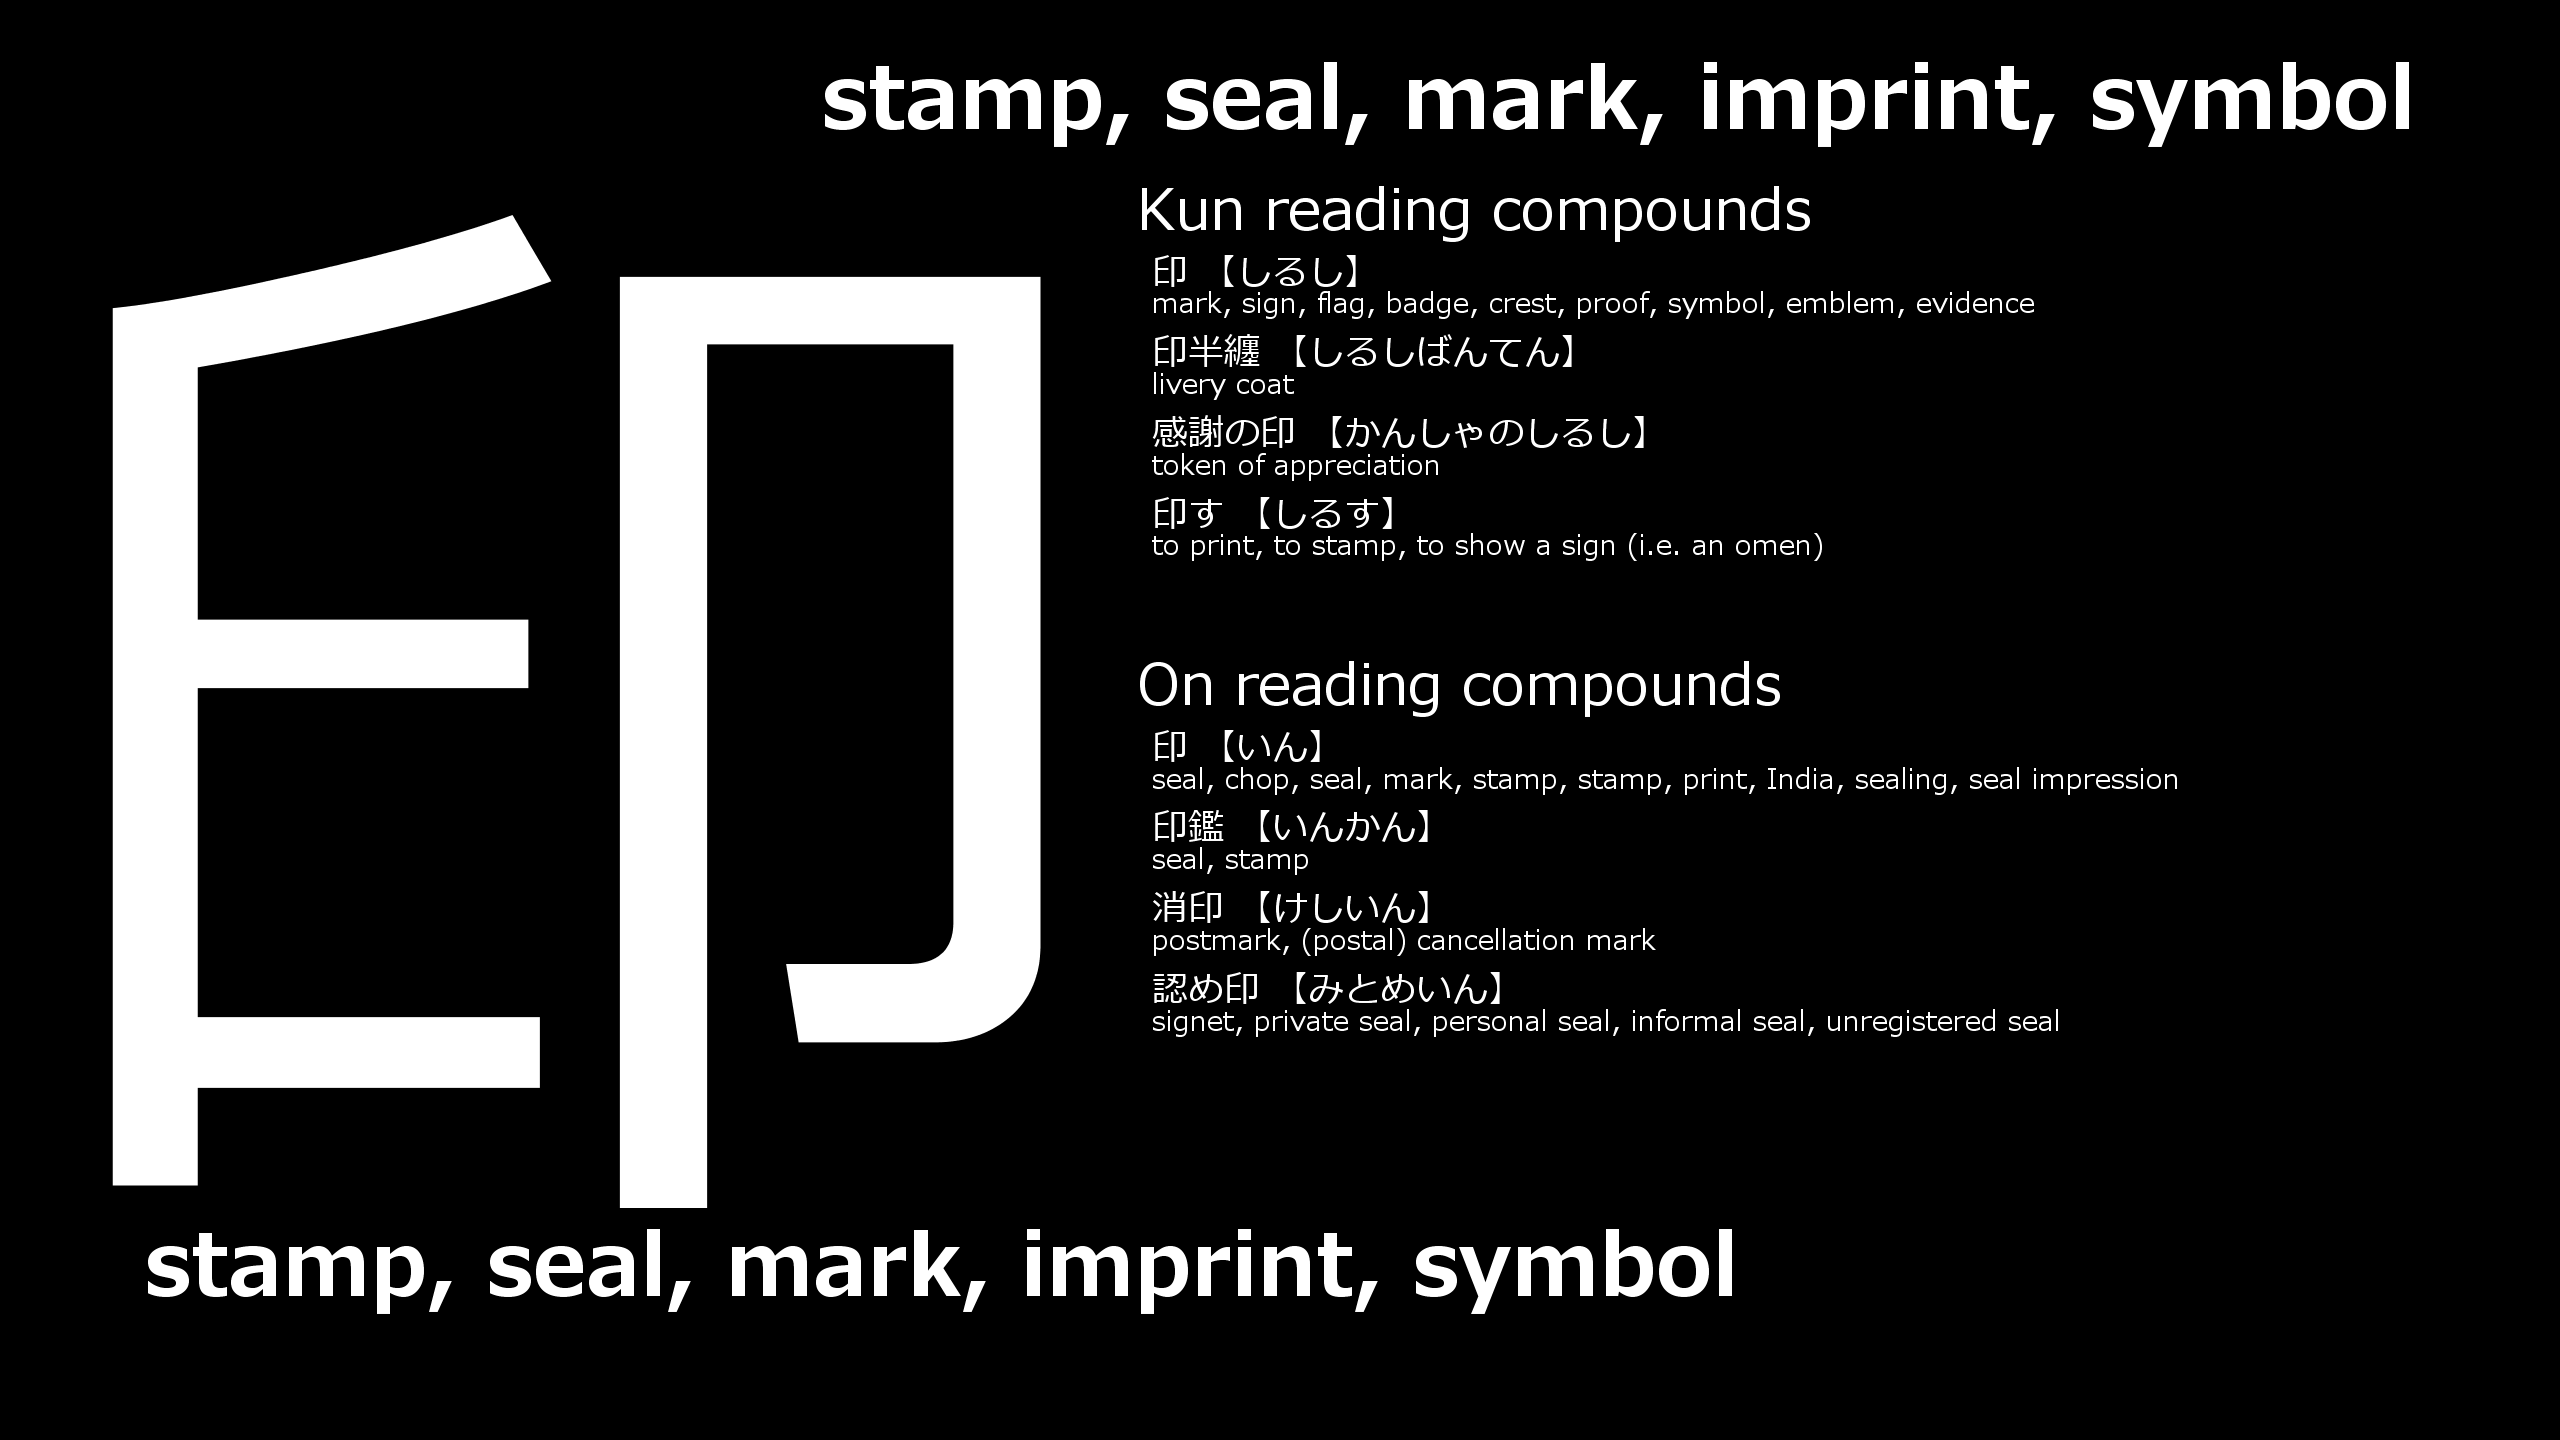 stamp, seal, mark, imprint, symbol
印
Kun reading compounds
印 【しるし】
mark, sign, flag, badge, crest, proof, symbol, emblem, evidence
印半纏 【しるしばんてん】
livery coat
感謝の印 【かんしゃのしるし】
token of appreciation
印す 【しるす】
to print, to stamp, to show a sign (i.e. an omen)
On reading compounds
印 【いん】
seal, chop, seal, mark, stamp, stamp, print, India, sealing, seal impression
印鑑 【いんかん】
seal, stamp
消印 【けしいん】
postmark, (postal) cancellation mark
認め印 【みとめいん】
signet, private seal, personal seal, informal seal, unregistered seal
stamp, seal, mark, imprint, symbol